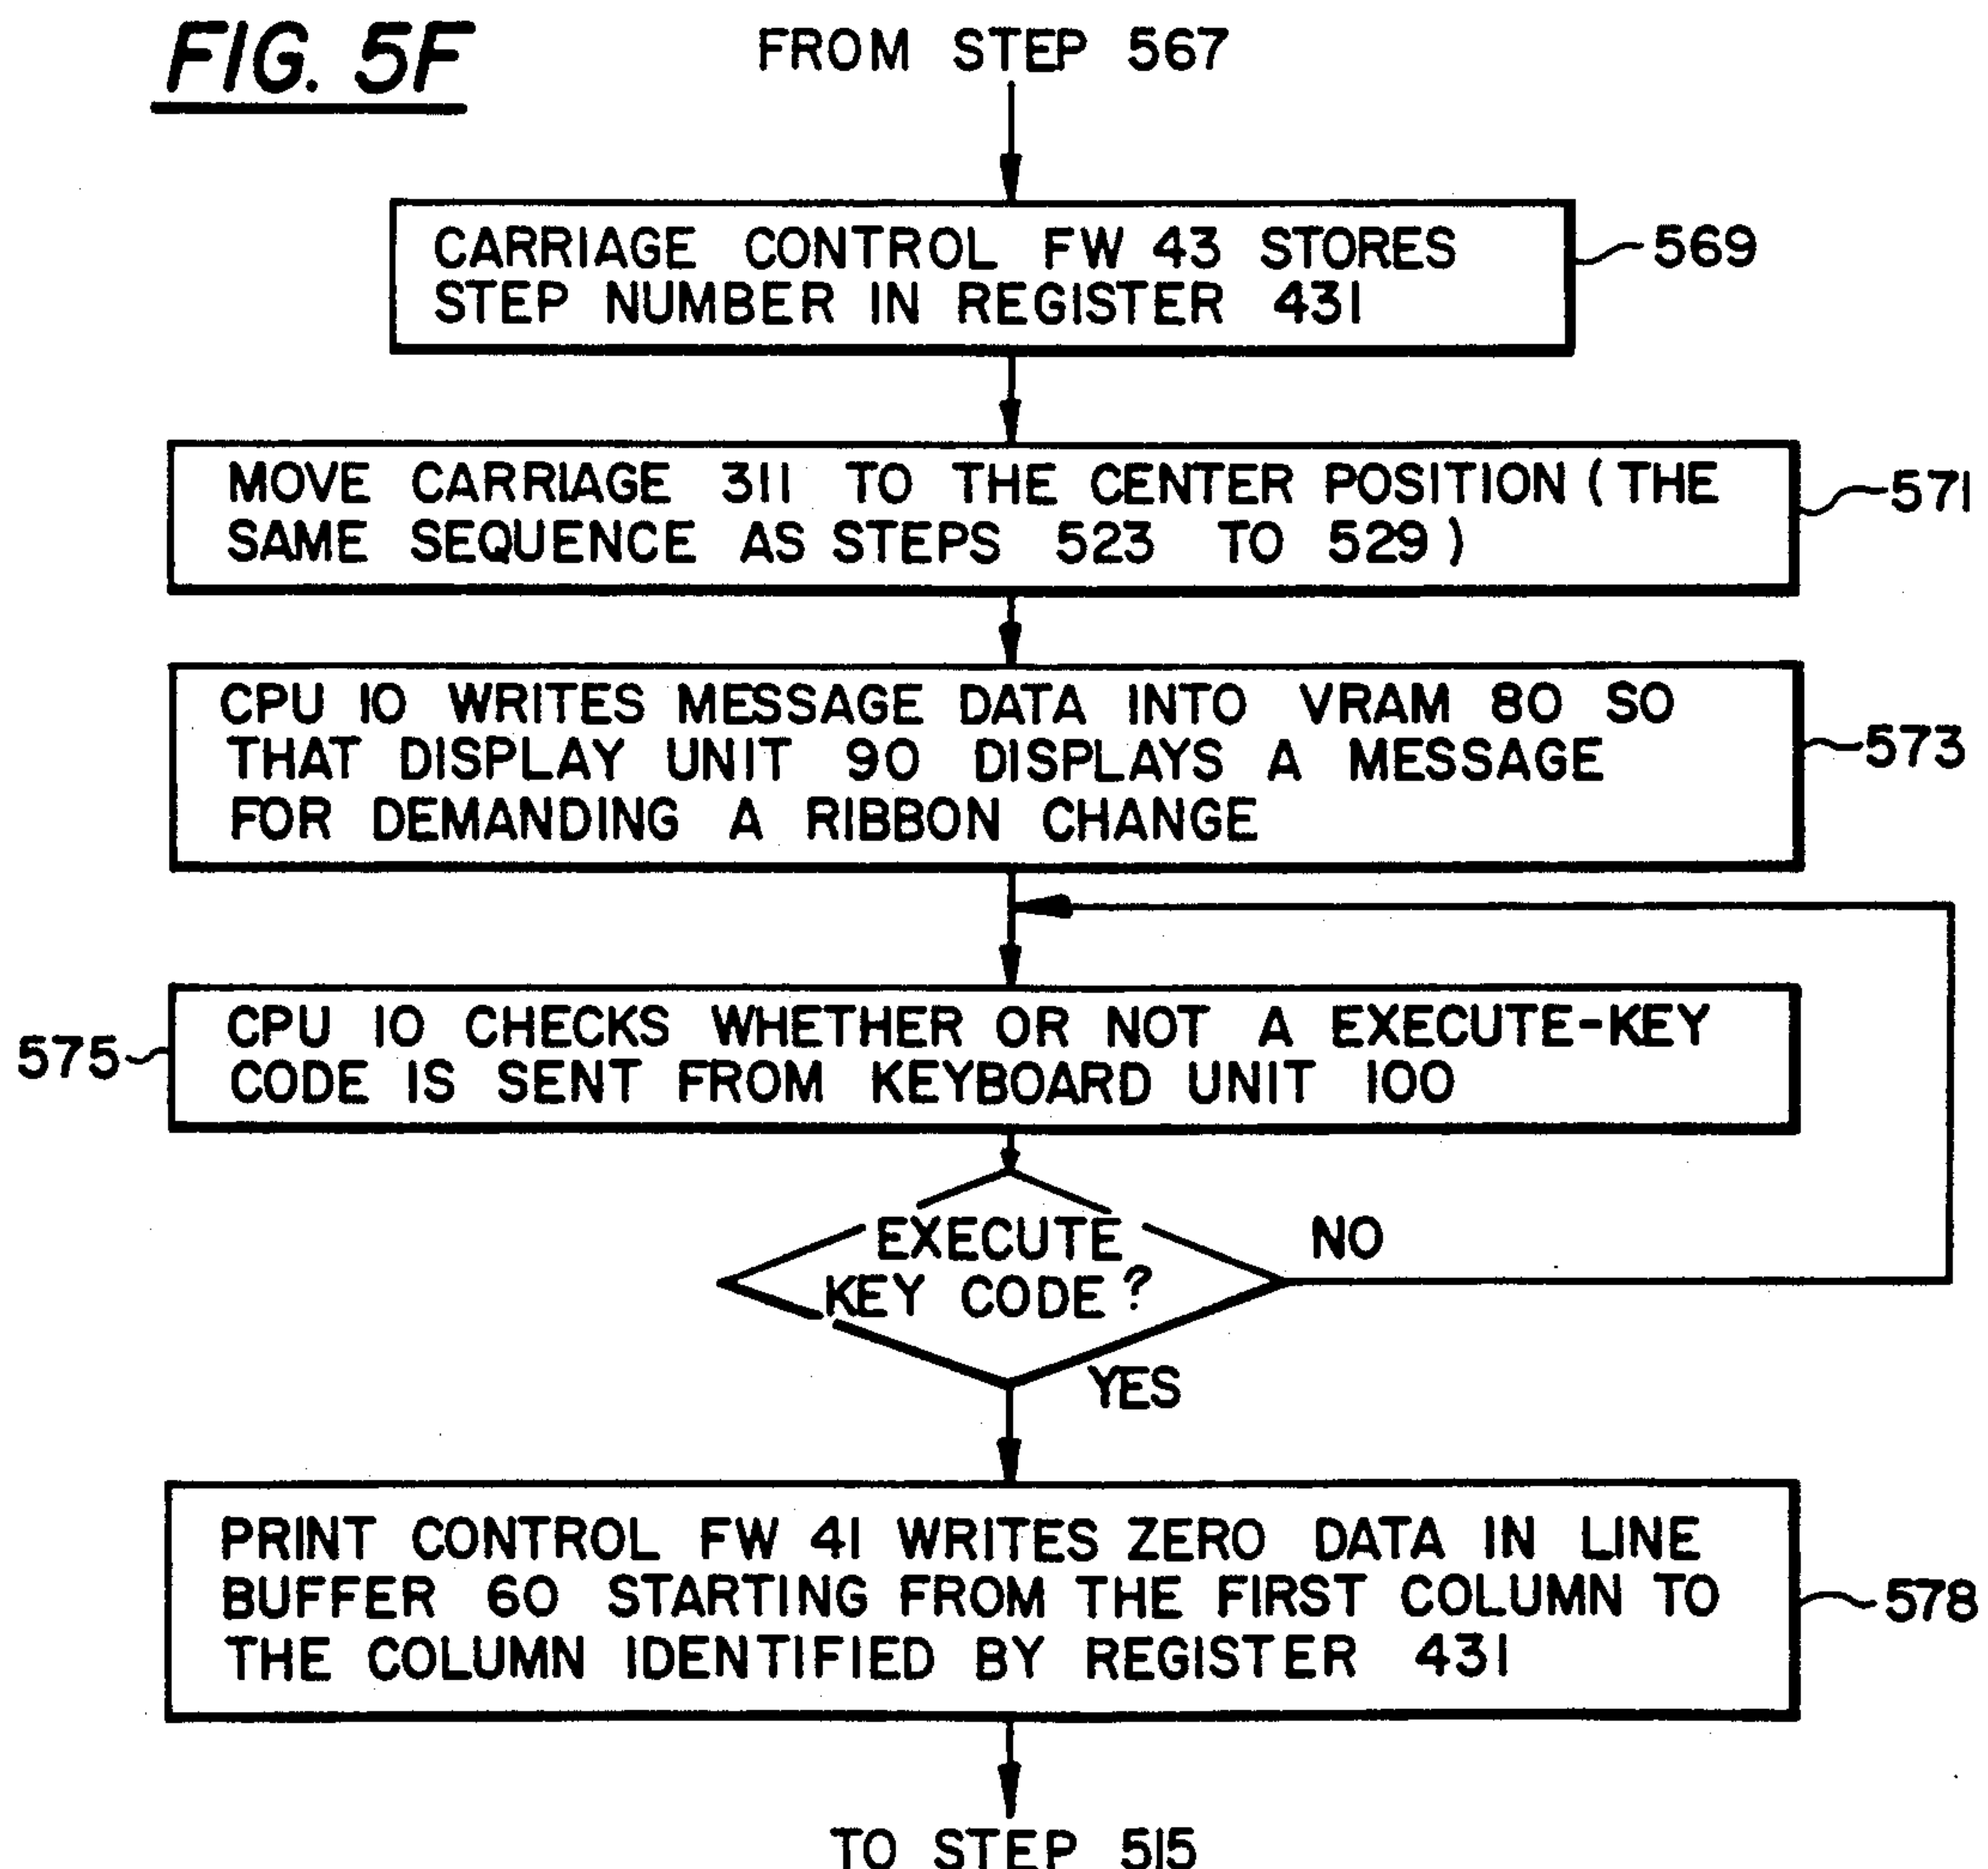 FIG. 5F
FROM STEP 567
CARRIAGE CONTROL FW 43 STORES
STEP NUMBER IN REGISTER 431
569
MOVE CARRIAGE 311 TO THE CENTER POSITION (THE
SAME SEQUENCE AS STEPS 523 TO 529)
571
CPU 10 WRITES MESSAGE DATA INTO VRAM 80 SO
THAT DISPLAY UNIT 90 DISPLAYS A MESSAGE
FOR DEMANDING A RIBBON CHANGE
573
575
CPU 10 CHECKS WHETHER OR NOT A EXECUTE-KEY
CODE IS SENT FROM KEYBOARD UNIT 100
EXECUTE
KEY CODE?
NO
YES
PRINT CONTROL FW 41 WRITES ZERO DATA IN LINE
BUFFER 60 STARTING FROM THE FIRST COLUMN TO
THE COLUMN IDENTIFIED BY REGISTER 431
578
TO STEP 515